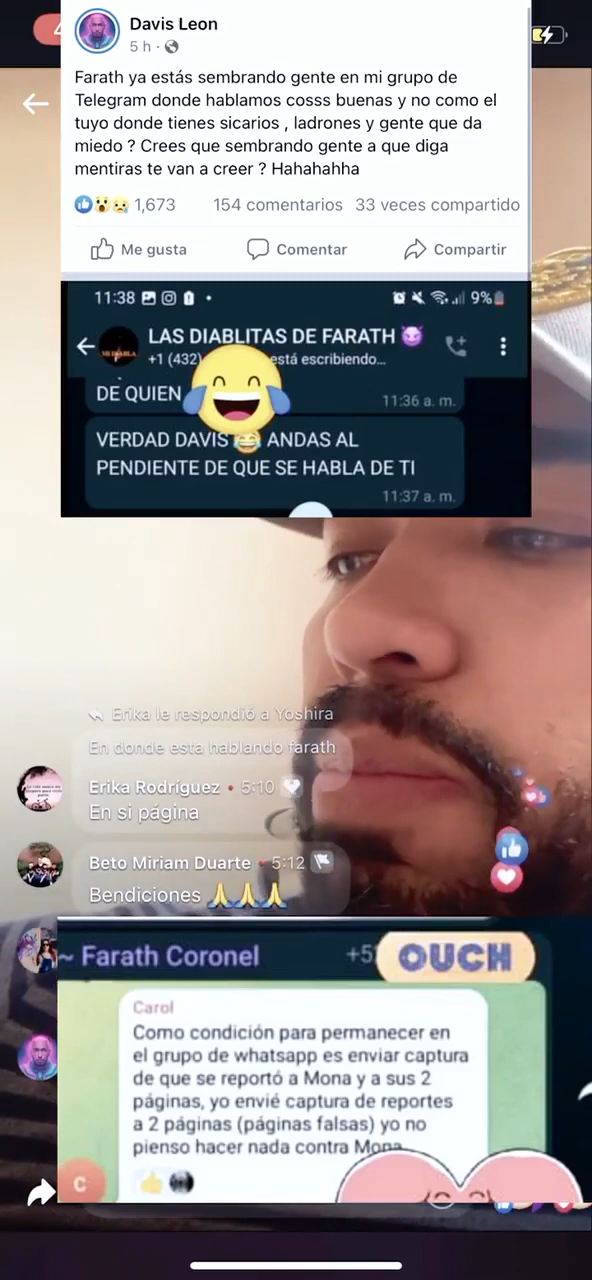 Davis Leon
5 h
Farath ya estás sembrando gente en mi grupo de
Telegram donde hablamos cosss buenas y no como el
tuyo donde tienes sicarios , ladrones y gente que da
miedo ? Crees que sembrando gente a que diga
mentiras te van a creer ? Hahahahha
1,673 154 comentarios 33 veces compartido
Me gusta Comentar Compartir
11:38 9%
LAS DIABLITAS DE FARATH 😈
+1 (432) está escribiendo...
DE QUIEN
11:36 a. m.
VERDAD DAVIS😂 ANDAS AL
PENDIENTE DE QUE SE HABLA DE TI
11:37 a. m.
Erika le respondió a Yoshira
En donde esta hablando farath
Erika Rodríguez • 5:10
En si página
Beto Miriam Duarte • 5:12
Bendiciones 🙏🙏🙏
~ Farath Coronel +5
OUCH
Carol
Como condición para permanecer en
el grupo de whatsapp es enviar captura
de que se reportó a Mona y a sus 2
páginas, yo envié captura de reportes
a 2 páginas (páginas falsas) yo no
pienso hacer nada contra Mona
C